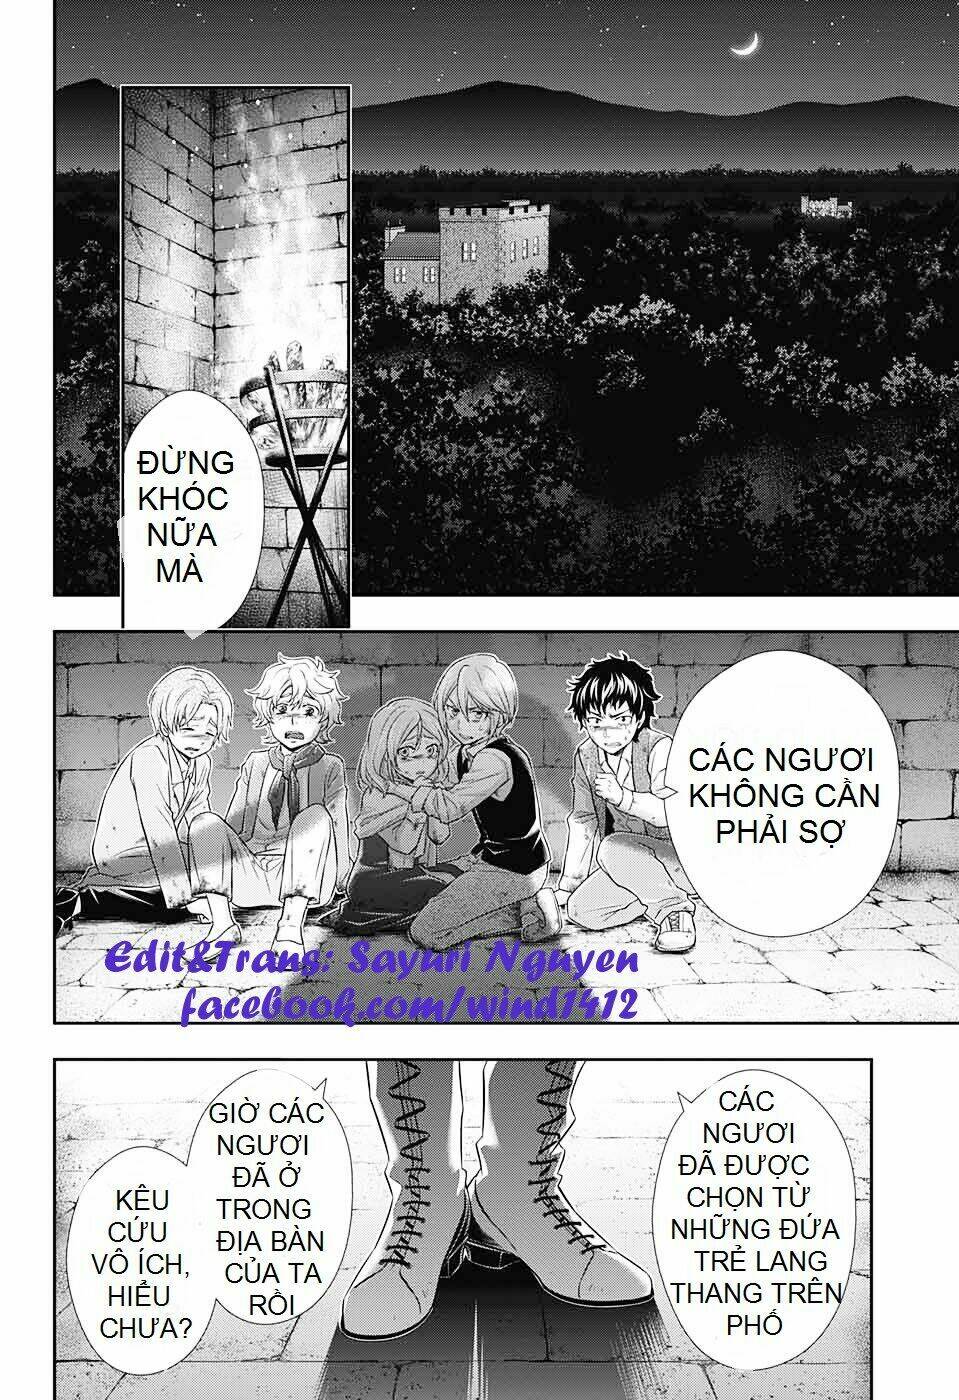 ĐỪNG
KHÓC
NỮA
MÀ
CÁC NGƯƠI
KHÔNG CẦN
PHẢI SỢ
Edit&Trans: Sayuri Nguyen
facebook.com/wind1412
CÁC
NGƯƠI
ĐÃ ĐƯỢC
CHỌN TỪ
NHỮNG ĐỨA
TRẺ LANG
THANG TRÊN
PHỐ
GIỜ CÁC
NGƯƠI
ĐÃ Ở
TRONG
ĐỊA BÀN
CỦA TA
RỒI
KÊU
CỨU
VÔ ÍCH,
HIỂU
CHƯA?